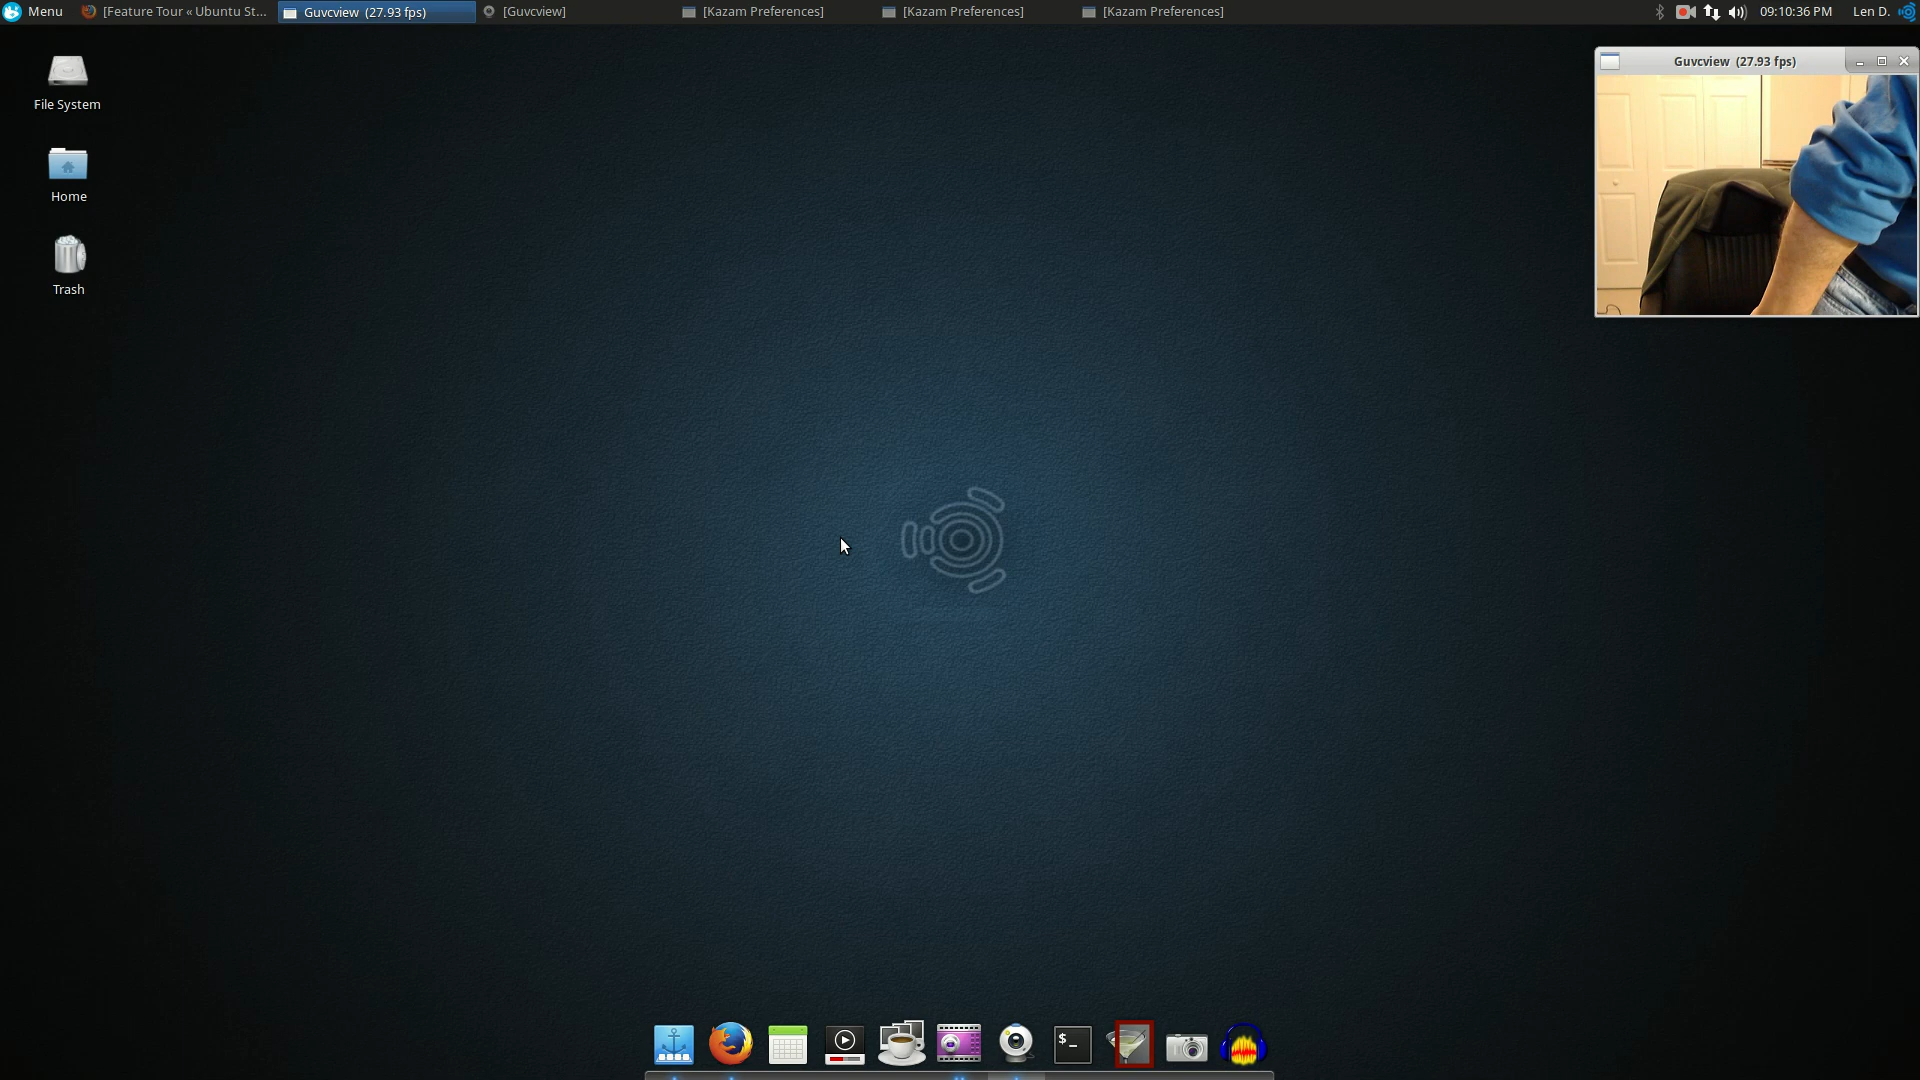 Menu
[Feature Tour « Ubuntu St...
Guvcview (27.93 fps)
[Guvcview]
[Kazam Preferences]
[Kazam Preferences]
[Kazam Preferences]
09:10:36 PM
Len D.
File System
Home
Trash
Guvcview (27.93 fps)
$_